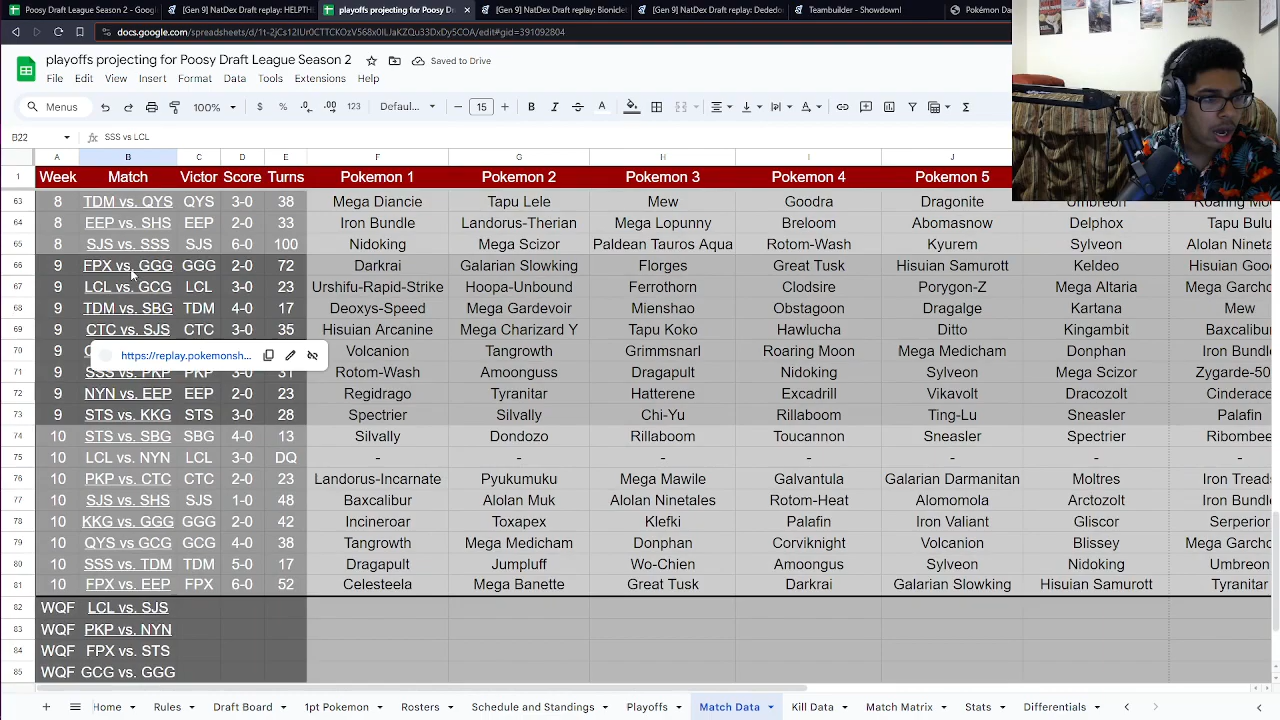 Poosy Draft League Season 2 - Goog
[Gen 9] NatDex Draft replay: HELPTHE
playoffs projecting for Poosy D
[Gen 9] NatDex Draft replay: Bioniclef
[Gen 9] NatDex Draft replay: Dededon
Teambuilder - Showdown!
Pokémon Da
docs.google.com/spreadsheets/d/1t-2jCs12IUr0CTTCKOzV568x0ILJaKZQu33DxDy5COA/edit#gid=391092804
playoffs projecting for Poosy Draft League Season 2 Saved to Drive
File Edit View Insert Format Data Tools Extensions Help
Menus 100% $ % .0 .00 123 Defaul... 15 B I A
B22 SSS vs LCL
A B C D E F G H I J
1 Week Match Victor Score Turns Pokemon 1 Pokemon 2 Pokemon 3 Pokemon 4 Pokemon 5
63 8 TDM vs. QYS QYS 3-0 38 Mega Diancie Tapu Lele Mew Goodra Dragonite Umbreon Roaring Moo
64 8 EEP vs. SHS EEP 2-0 33 Iron Bundle Landorus-Therian Mega Lopunny Breloom Abomasnow Delphox Tapu Bulu
65 8 SJS vs. SSS SJS 6-0 100 Nidoking Mega Scizor Paldean Tauros Aqua Rotom-Wash Kyurem Sylveon Alolan Ninetal
66 9 FPX vs. GGG GGG 2-0 72 Darkrai Galarian Slowking Florges Great Tusk Hisuian Samurott Keldeo Hisuian Goo
67 9 LCL vs. GCG LCL 3-0 23 Urshifu-Rapid-Strike Hoopa-Unbound Ferrothorn Clodsire Porygon-Z Mega Altaria Mega Garcho
68 9 TDM vs. SBG TDM 4-0 17 Deoxys-Speed Mega Gardevoir Mienshao Obstagoon Dragalge Kartana Mew
69 9 CTC vs. SJS CTC 3-0 35 Hisuian Arcanine Mega Charizard Y Tapu Koko Hawlucha Ditto Kingambit Baxcalibur
70 9 https://replay.pokemonsh... Volcanion Tangrowth Grimmsnarl Roaring Moon Mega Medicham Donphan Iron Bundl
71 9 SSS vs. PKP PKP 3-0 31 Rotom-Wash Amoonguss Dragapult Nidoking Sylveon Mega Scizor Zygarde-50
72 9 NYN vs. EEP EEP 2-0 23 Regidrago Tyranitar Hatterene Excadrill Vikavolt Dracozolt Cinderace
73 9 STS vs. KKG STS 3-0 28 Spectrier Silvally Chi-Yu Rillaboom Ting-Lu Sneasler Palafin
74 10 STS vs. SBG SBG 4-0 13 Silvally Dondozo Rillaboom Toucannon Sneasler Spectrier Ribombee
75 10 LCL vs. NYN LCL 3-0 DQ - - - - - - -
76 10 PKP vs. CTC CTC 2-0 23 Landorus-Incarnate Pyukumuku Mega Mawile Galvantula Galarian Darmanitan Moltres Iron Treads
77 10 SJS vs. SHS SJS 1-0 48 Baxcalibur Alolan Muk Alolan Ninetales Rotom-Heat Alomomola Arctozolt Iron Bundl
78 10 KKG vs. GGG GGG 2-0 42 Incineroar Toxapex Klefki Palafin Iron Valiant Gliscor Serperior
79 10 QYS vs. GCG GCG 4-0 38 Tangrowth Mega Medicham Donphan Corviknight Volcanion Blissey Mega Garcho
80 10 SSS vs. TDM TDM 5-0 17 Dragapult Jumpluff Wo-Chien Amoongus Sylveon Nidoking Umbreon
81 10 FPX vs. EEP FPX 6-0 52 Celesteela Mega Banette Great Tusk Darkrai Galarian Slowking Hisuian Samurott Tyranitar
82 WQF LCL vs. SJS
83 WQF PKP vs. NYN
84 WQF FPX vs. STS
85 WQF GCG vs. GGG
Home Rules Draft Board 1pt Pokemon Rosters Schedule and Standings Playoffs Match Data Kill Data Match Matrix Stats Differentials